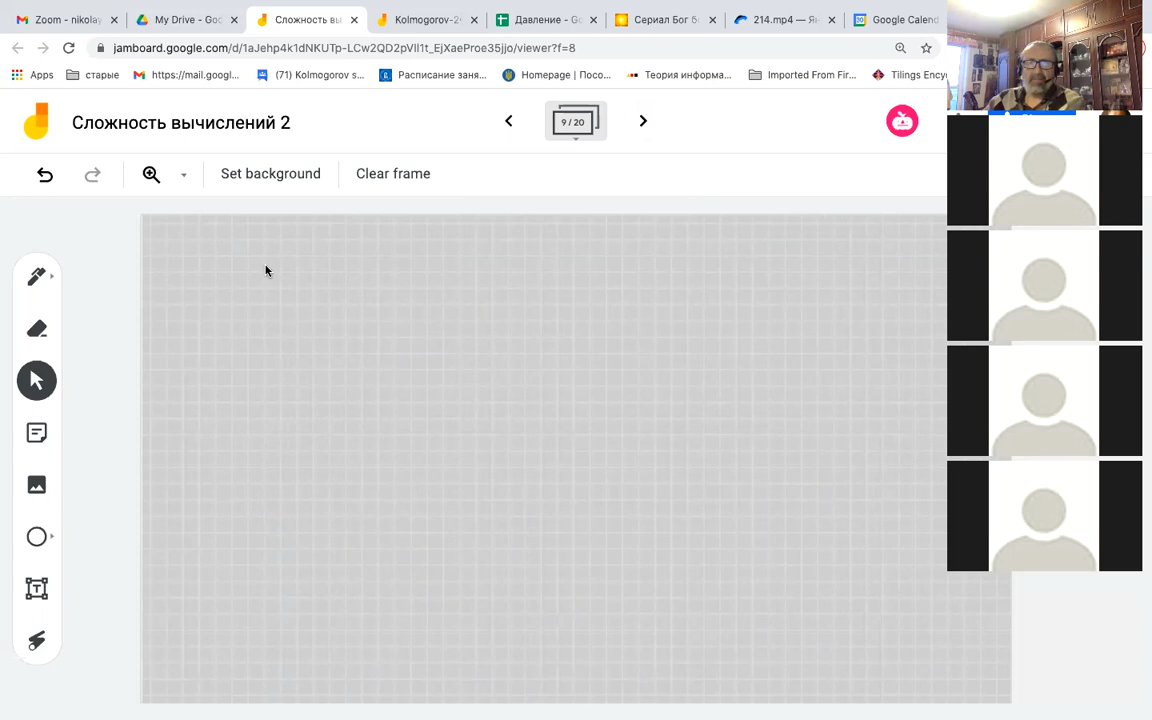 Zoom - nikolay
My Drive - Goo
Сложность вы
Kolmogorov-2
Давление - Go
Сериал Бог б
214.mp4 — Ян
Google Calend
jamboard.google.com/d/1aJehp4k1dNKUTp-LCw2QD2pVIl1t_EjXaeProe35jjo/viewer?f=8
Apps
старые
https://mail.googl...
(71) Kolmogorov s...
Расписание заня...
Homepage | Посо...
Теория информа...
Imported From Fir...
Tilings Ency
Сложность вычислений 2
9 / 20
Set background
Clear frame